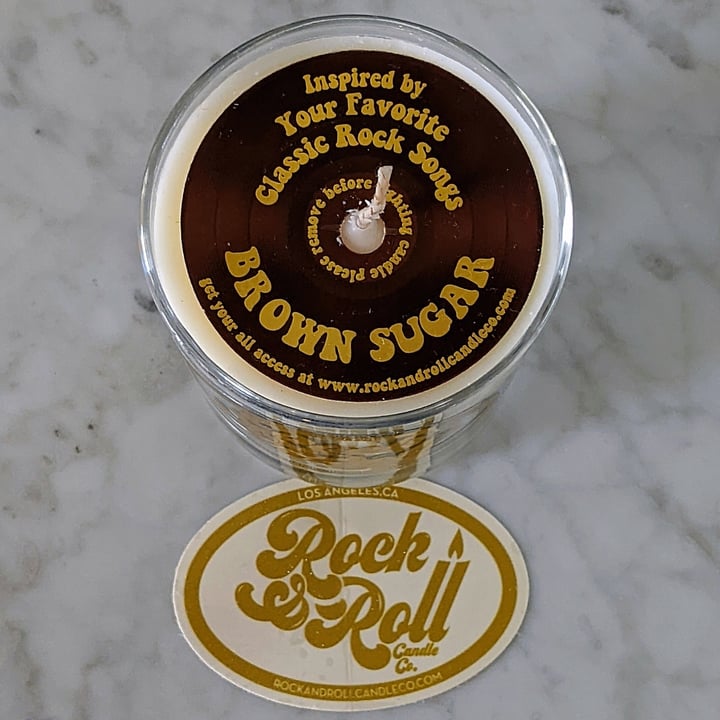 Inspired by
Your Favorite
Classic Rock Songs
please remove before lighting candle
BROWN SUGAR
get your all access at www.rockandrollcandleco.com
LOS ANGELES, CA
Rock
& Roll
Candle
Co.
ROCKANDROLLCANDLECO.COM